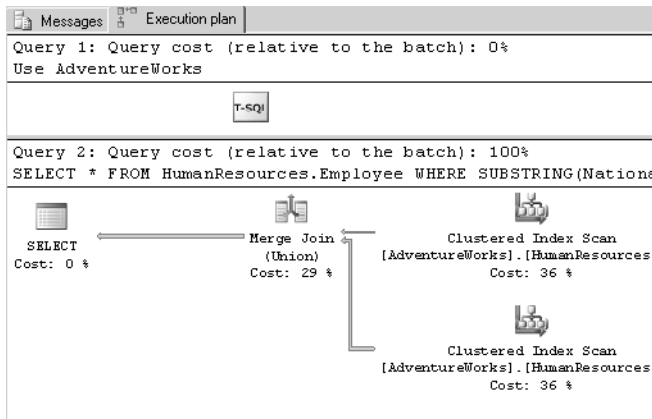 Messages Execution plan
Query 1: Query cost (relative to the batch): 0%
Use AdventureWorks
T-SQL
Query 2: Query cost (relative to the batch): 100%
SELECT * FROM HumanResources.Employee WHERE SUBSTRING(Nationa
SELECT
Cost: 0 %
Merge Join
(Union)
Cost: 29 %
Clustered Index Scan
[AdventureWorks].[HumanResources
Cost: 36 %
Clustered Index Scan
[AdventureWorks].[HumanResources
Cost: 36 %